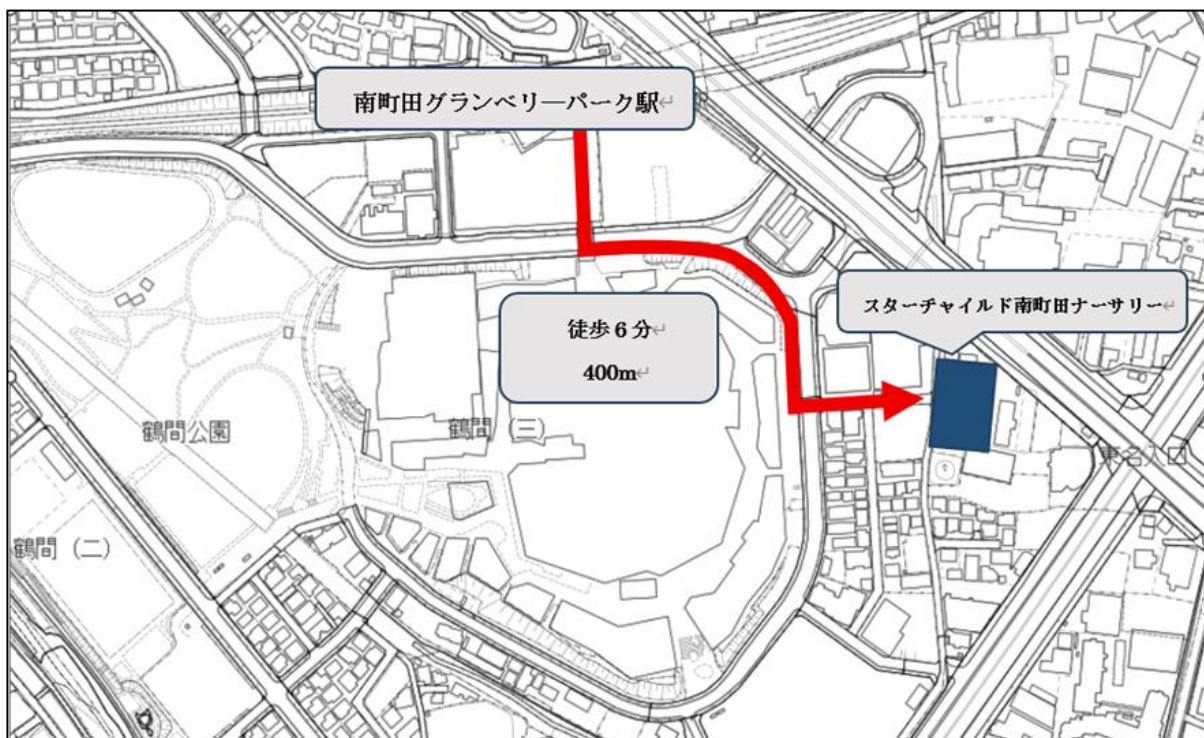 南町田グランベリーパーク駅↵
スターチャイルド南町田ナーサリー↵
徒歩６分↵
400m↵
鶴間公園
鶴間（三）
東名入口
鶴間（二）